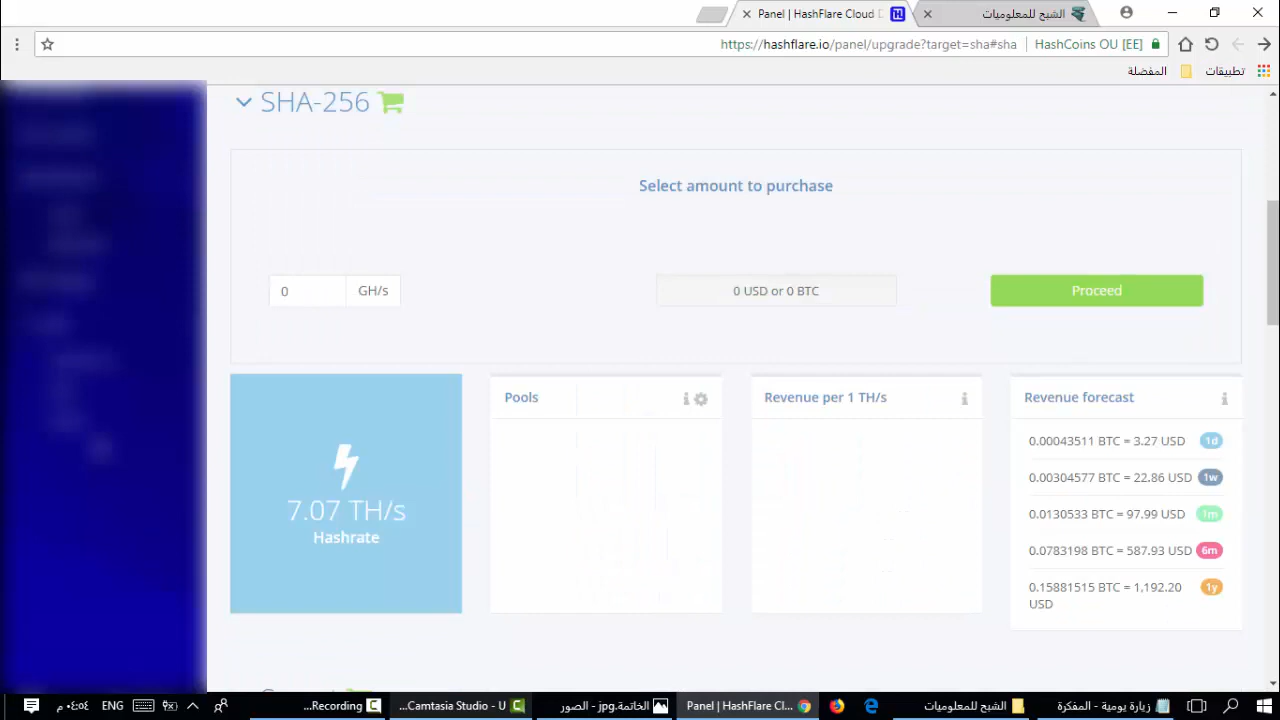 Panel | HashFlare Cloud
الشبح للمعلوميات
https://hashflare.io/panel/upgrade?target=sha#sha
HashCoins OU [EE]
المفضلة
تطبيقات
SHA-256
Select amount to purchase
0 GH/s
0 USD or 0 BTC
Proceed
7.07 TH/s
Hashrate
Pools
Revenue per 1 TH/s
Revenue forecast
0.00043511 BTC = 3.27 USD 1d
0.00304577 BTC = 22.86 USD 1w
0.0130533 BTC = 97.99 USD 1m
0.0783198 BTC = 587.93 USD 6m
0.15881515 BTC = 1,192.20 1y
USD
٠٤:٥٤ م
ENG
...Recording
...Camtasia Studio - U
الخاتمة.jpg - الصور
Panel | HashFlare Cl...
الشبح للمعلوميات
زيارة يومية - المفكرة